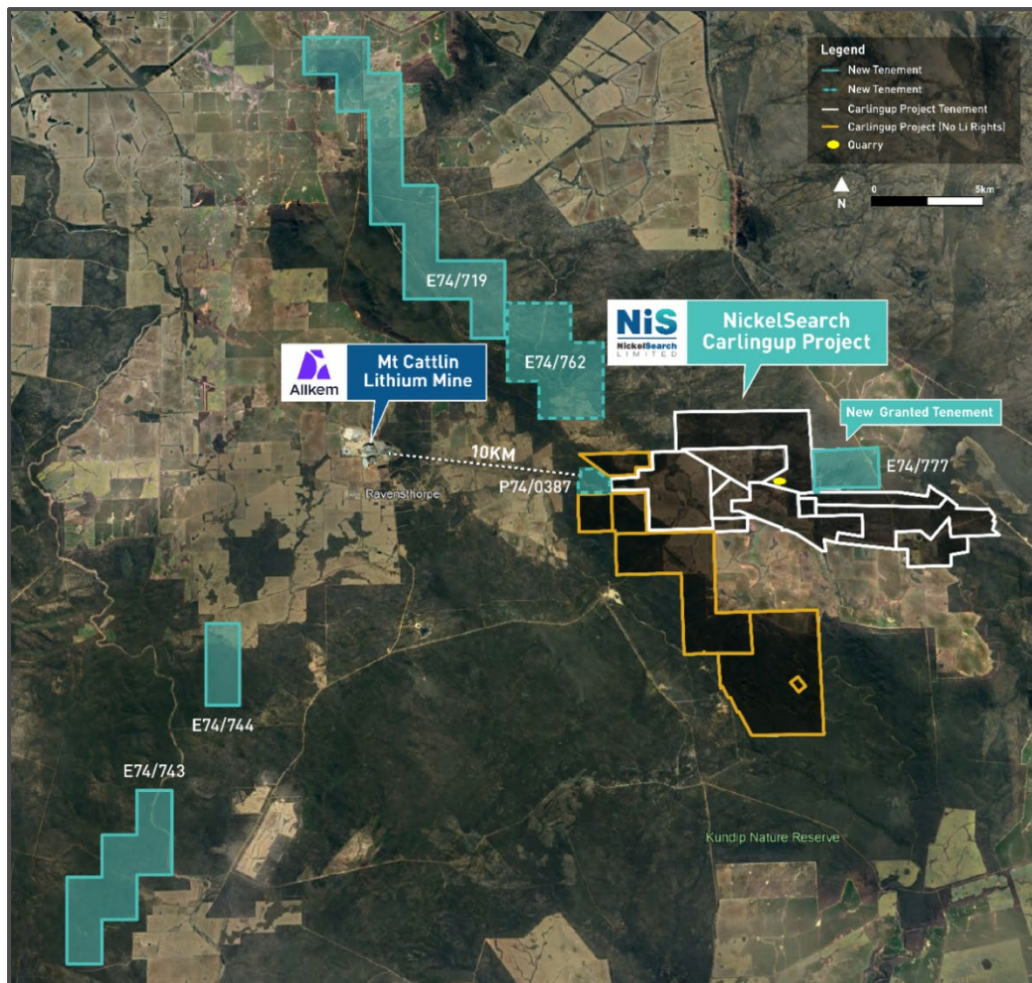 Legend
New Tenement
New Tenement
Carlingup Project Tenement
Carlingup Project [No Li Rights]
Quarry
N
0 5km
E74/719
E74/762
NiS
NickelSearch
LIMITED
NickelSearch
Carlingup Project
Allkem
Mt Cattlin
Lithium Mine
New Granted Tenement
E74/777
10KM
P74/0387
Ravensthorpe
E74/744
E74/743
Kundip Nature Reserve